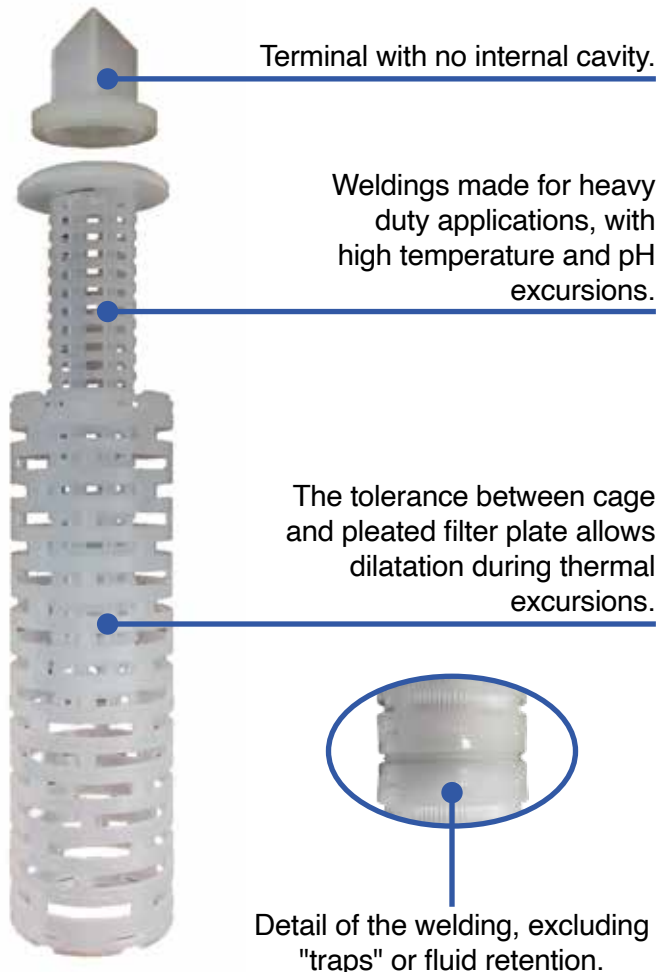 Terminal with no internal cavity.
Weldings made for heavy
duty applications, with
high temperature and pH
excursions.
The tolerance between cage
and pleated filter plate allows
dilatation during thermal
excursions.
Detail of the welding, excluding
"traps" or fluid retention.